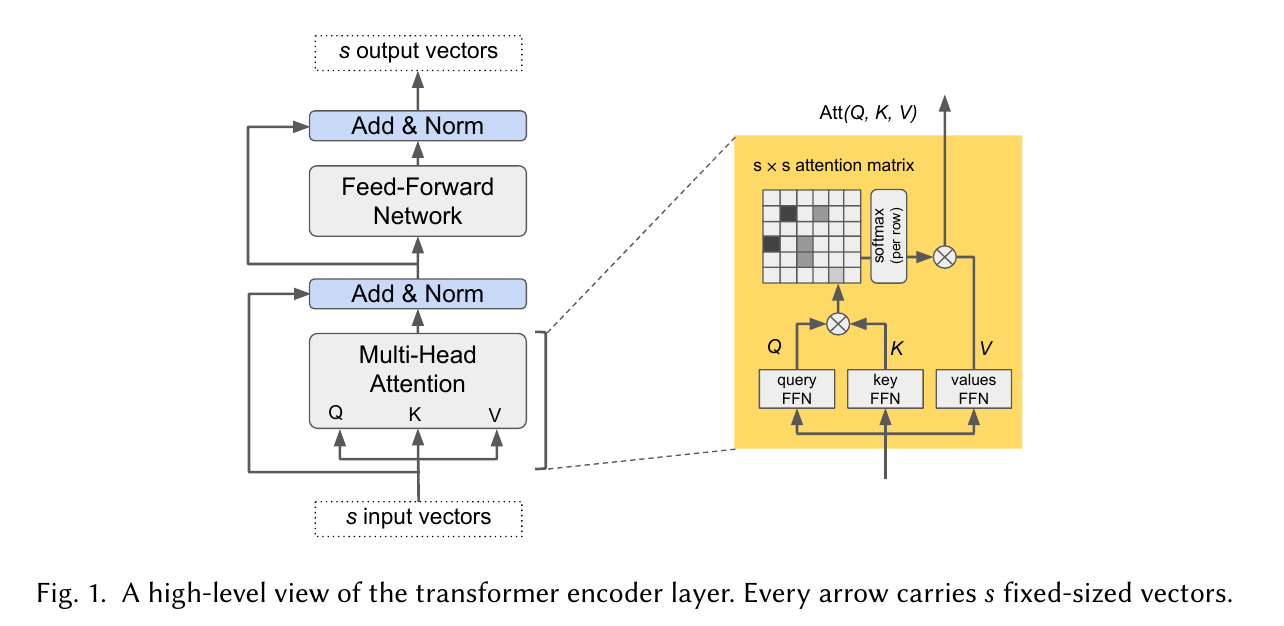 s output vectors
Add & Norm
Feed-Forward
Network
Add & Norm
Multi-Head
Attention
Q K V
s input vectors
Att(Q, K, V)
s × s attention matrix
softmax
(per row)
Q K V
query
FFN
key
FFN
values
FFN
Fig. 1. A high-level view of the transformer encoder layer. Every arrow carries s fixed-sized vectors.